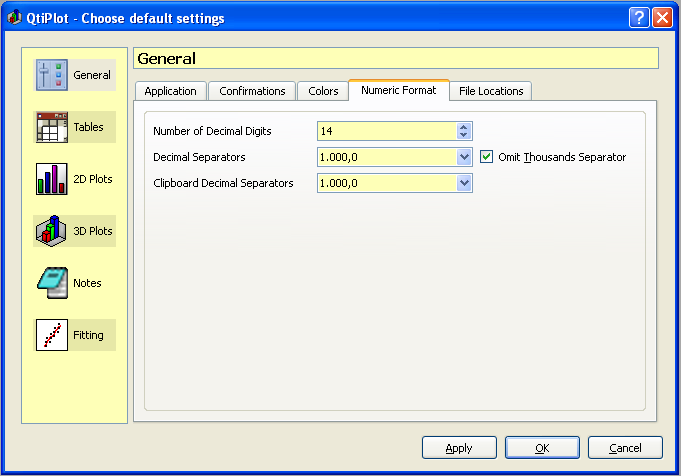 QtiPlot - Choose default settings
General
General
Application Confirmations Colors Numeric Format File Locations
Tables
2D Plots
3D Plots
Notes
Fitting
Number of Decimal Digits 14
Decimal Separators 1.000,0 Omit Thousands Separator
Clipboard Decimal Separators 1.000,0
Apply OK Cancel